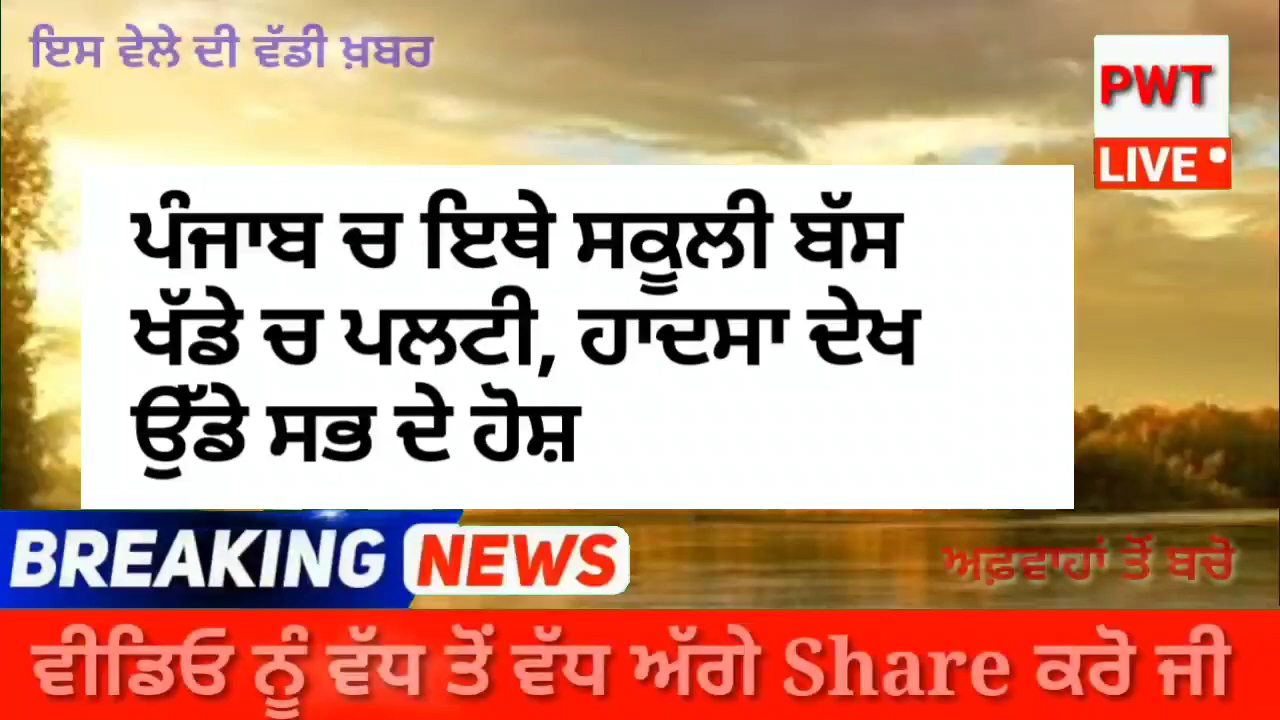 ਇਸ ਵੇਲੇ ਦੀ ਵੱਡੀ ਖ਼ਬਰ
PWT
LIVE
ਪੰਜਾਬ ਚ ਇਥੇ ਸਕੂਲੀ ਬੱਸ
ਖੱਡੇ ਚ ਪਲਟੀ, ਹਾਦਸਾ ਦੇਖ
ਉੱਡੇ ਸਭ ਦੇ ਹੋਸ਼
BREAKING NEWS
ਅਫ਼ਵਾਹਾਂ ਤੋਂ ਬਚੋ
ਵੀਡਿਓ ਨੂੰ ਵੱਧ ਤੋਂ ਵੱਧ ਅੱਗੇ Share ਕਰੋ ਜੀ